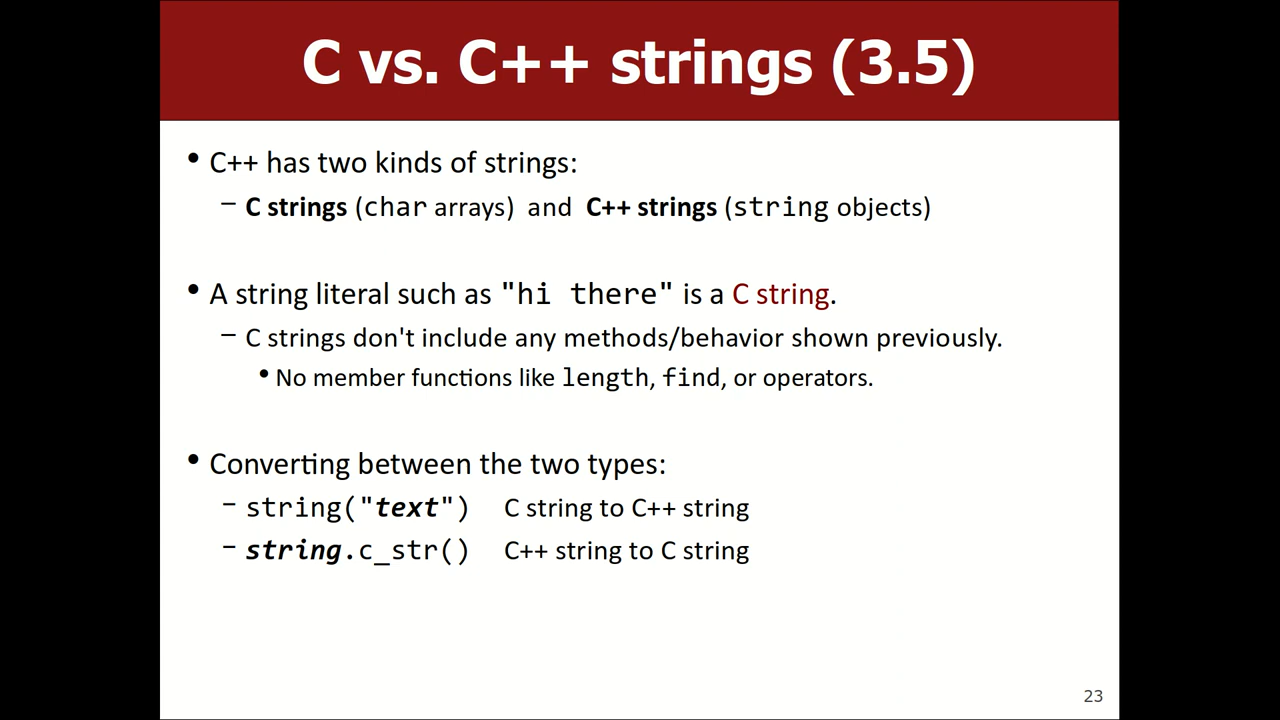 C vs. C++ strings (3.5)
• C++ has two kinds of strings:
– C strings (char arrays) and C++ strings (string objects)
• A string literal such as "hi there" is a C string.
– C strings don't include any methods/behavior shown previously.
• No member functions like length, find, or operators.
• Converting between the two types:
– string("text") C string to C++ string
– string.c_str() C++ string to C string
23